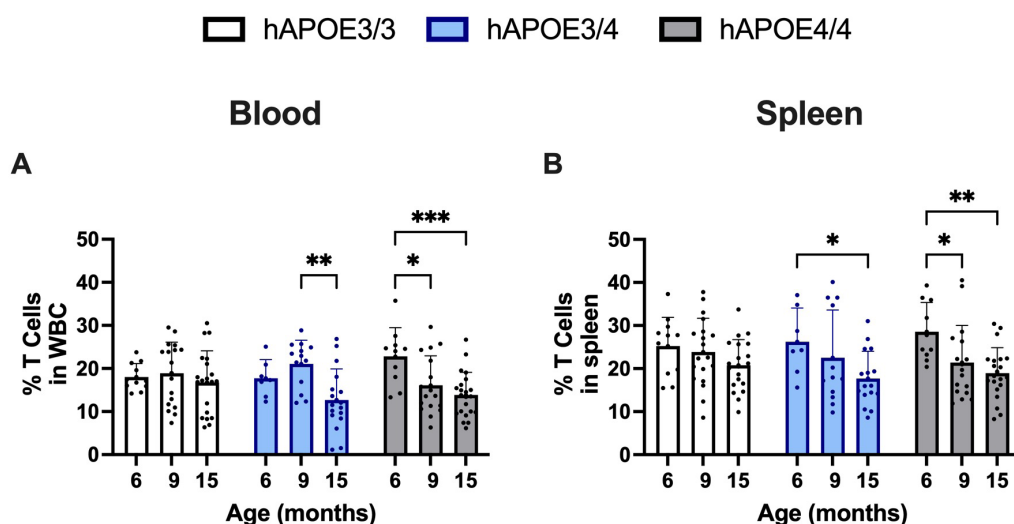 hAPOE3/3 hAPOE3/4 hAPOE4/4
Blood Spleen
A
% T Cells
in WBC
50
40
30
20
10
0
** * ***
6 9 15 6 9 15 6 9 15
Age (months)
B
% T Cells
in spleen
50
40
30
20
10
0
* * **
6 9 15 6 9 15 6 9 15
Age (months)